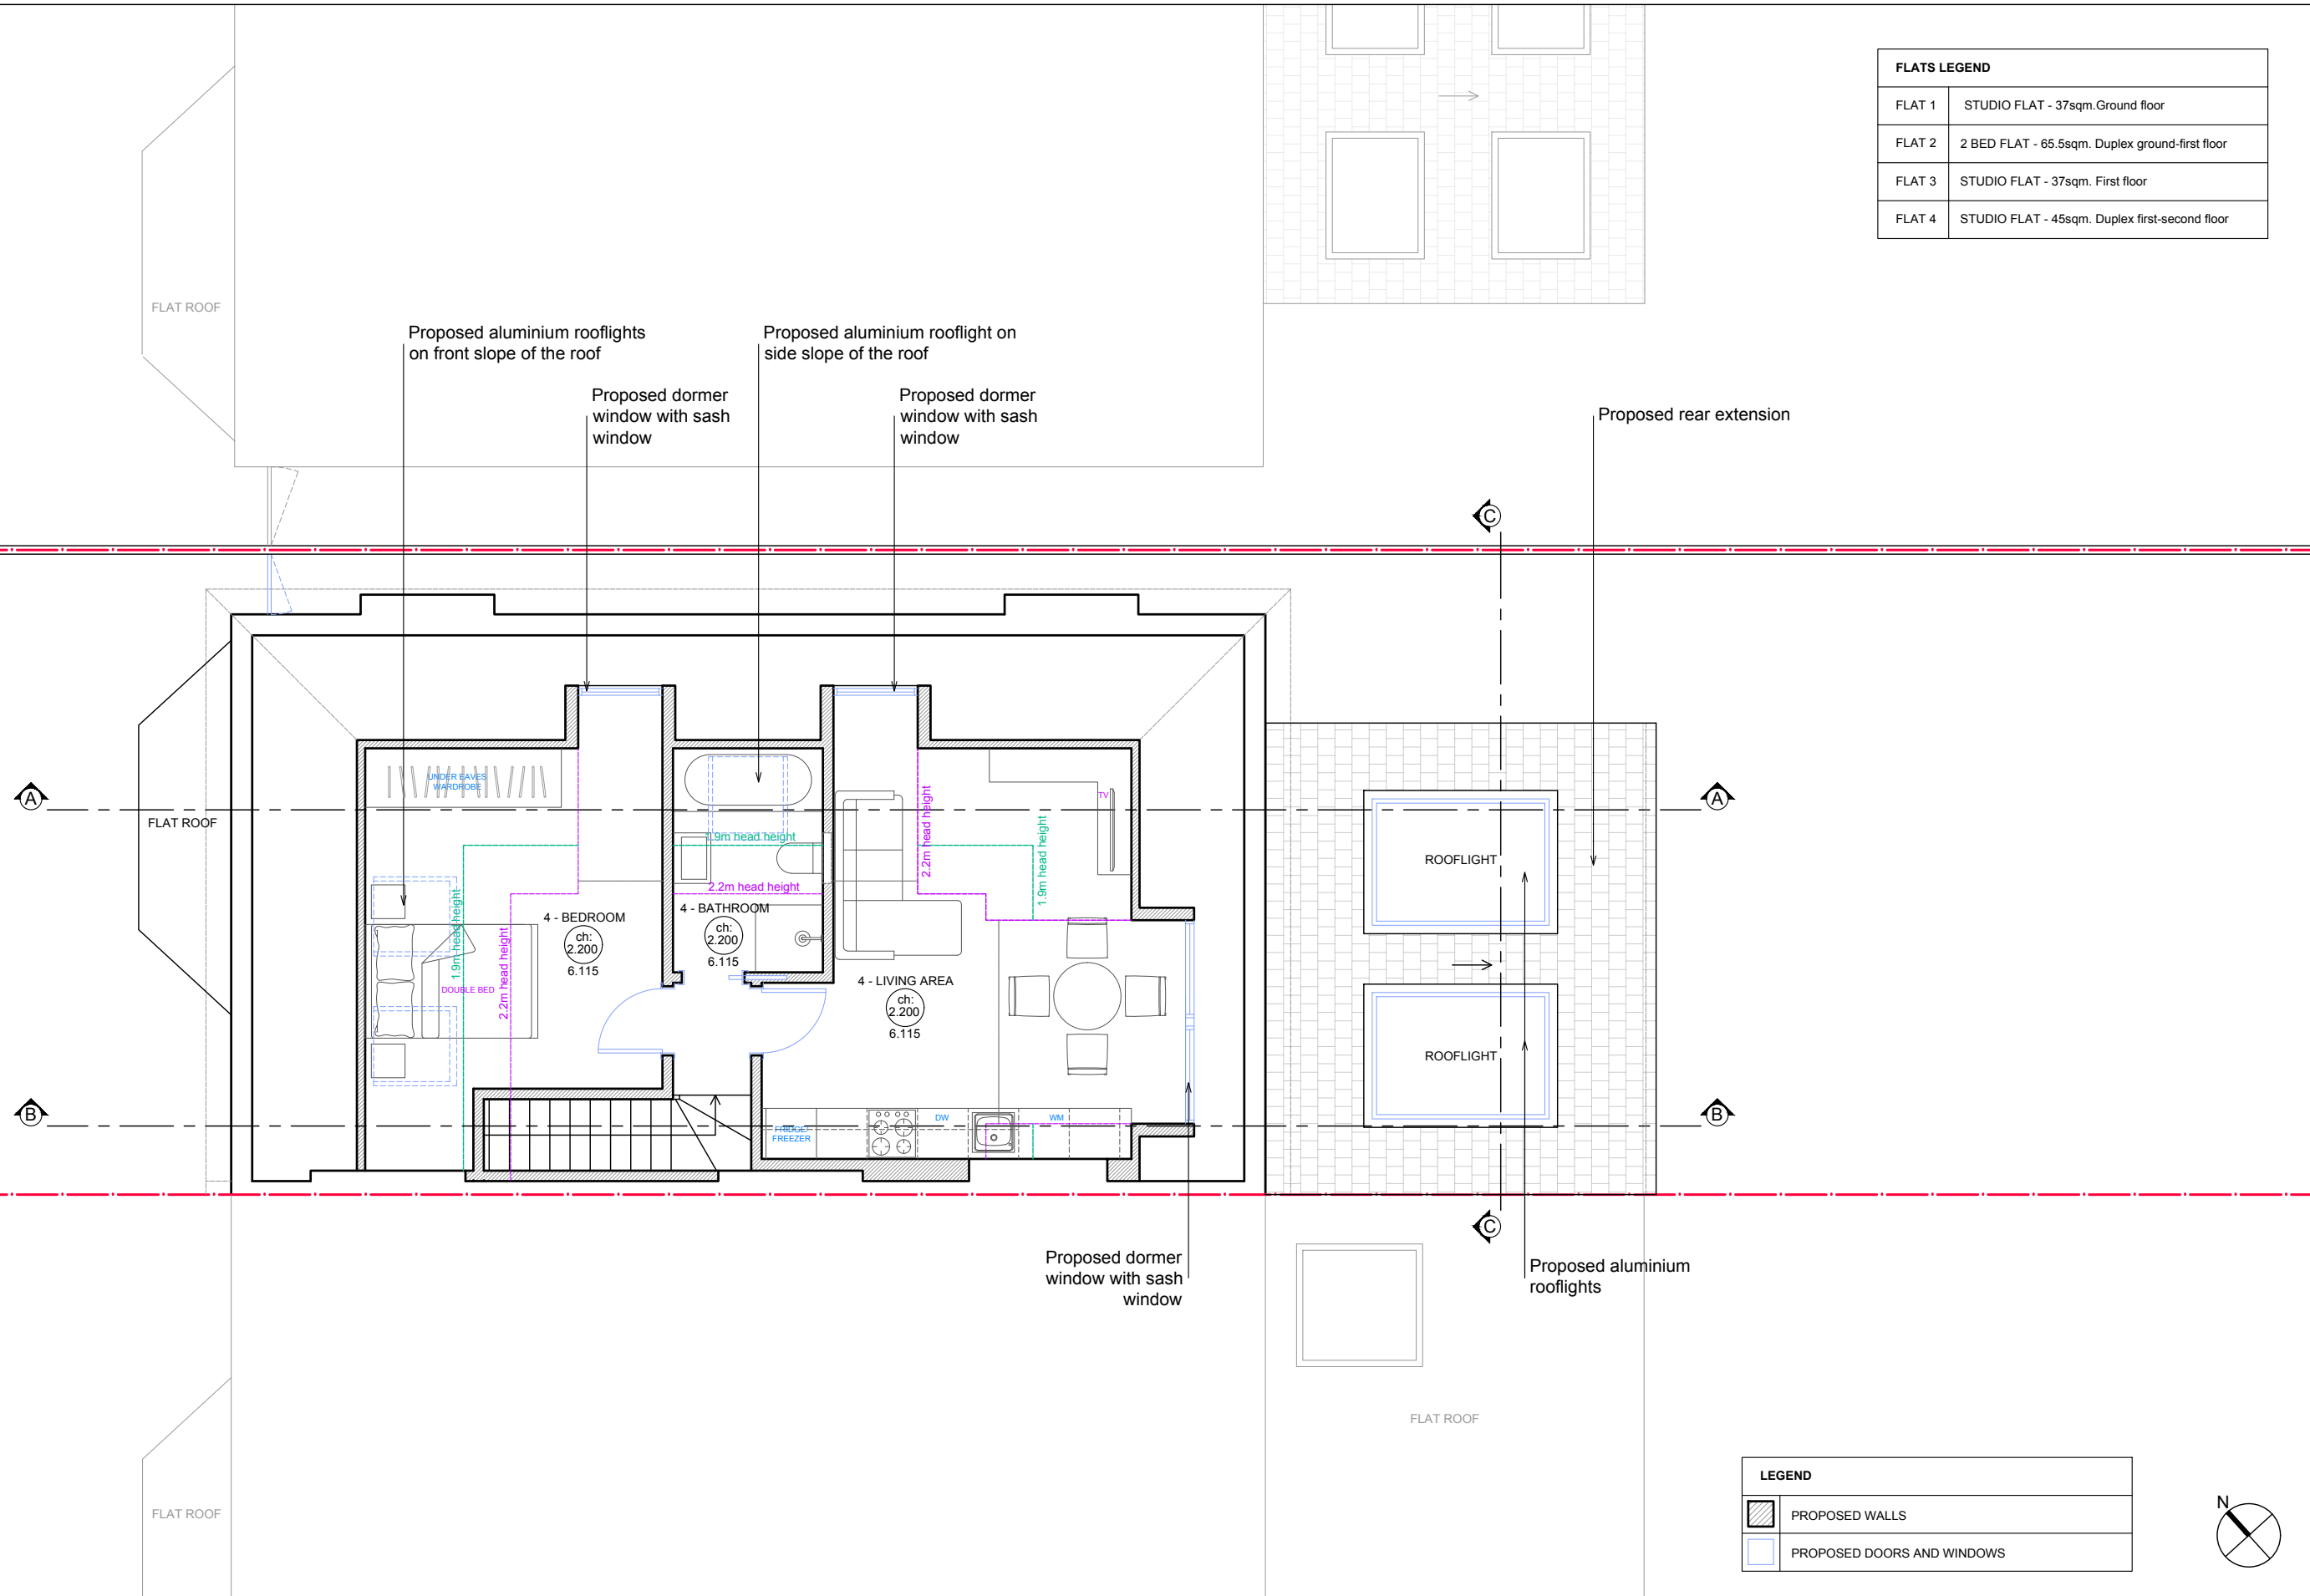 FLATS LEGEND
FLAT 1 STUDIO FLAT - 37sqm.Ground floor
FLAT 2 2 BED FLAT - 65.5sqm. Duplex ground-first floor
FLAT 3 STUDIO FLAT - 37sqm. First floor
FLAT 4 STUDIO FLAT - 45sqm. Duplex first-second floor
FLAT ROOF
Proposed aluminium rooflights
on front slope of the roof
Proposed aluminium rooflight on
side slope of the roof
Proposed dormer
window with sash
window
Proposed dormer
window with sash
window
Proposed rear extension
C
UNDER EAVES
WARDROBE
TV
A
A
FLAT ROOF
1.9m head height
2.2m head height
1.9m head height
2.2m head height
ROOFLIGHT
2.2m head height
1.9m head height
4 - BEDROOM
ch:
2.200
6.115
4 - BATHROOM
ch:
2.200
6.115
DOUBLE BED
4 - LIVING AREA
ch:
2.200
6.115
ROOFLIGHT
B
B
FRIDGE/
FREEZER
DW
WM
C
Proposed dormer
window with sash
window
Proposed aluminium
rooflights
FLAT ROOF
FLAT ROOF
LEGEND
PROPOSED WALLS
PROPOSED DOORS AND WINDOWS
N